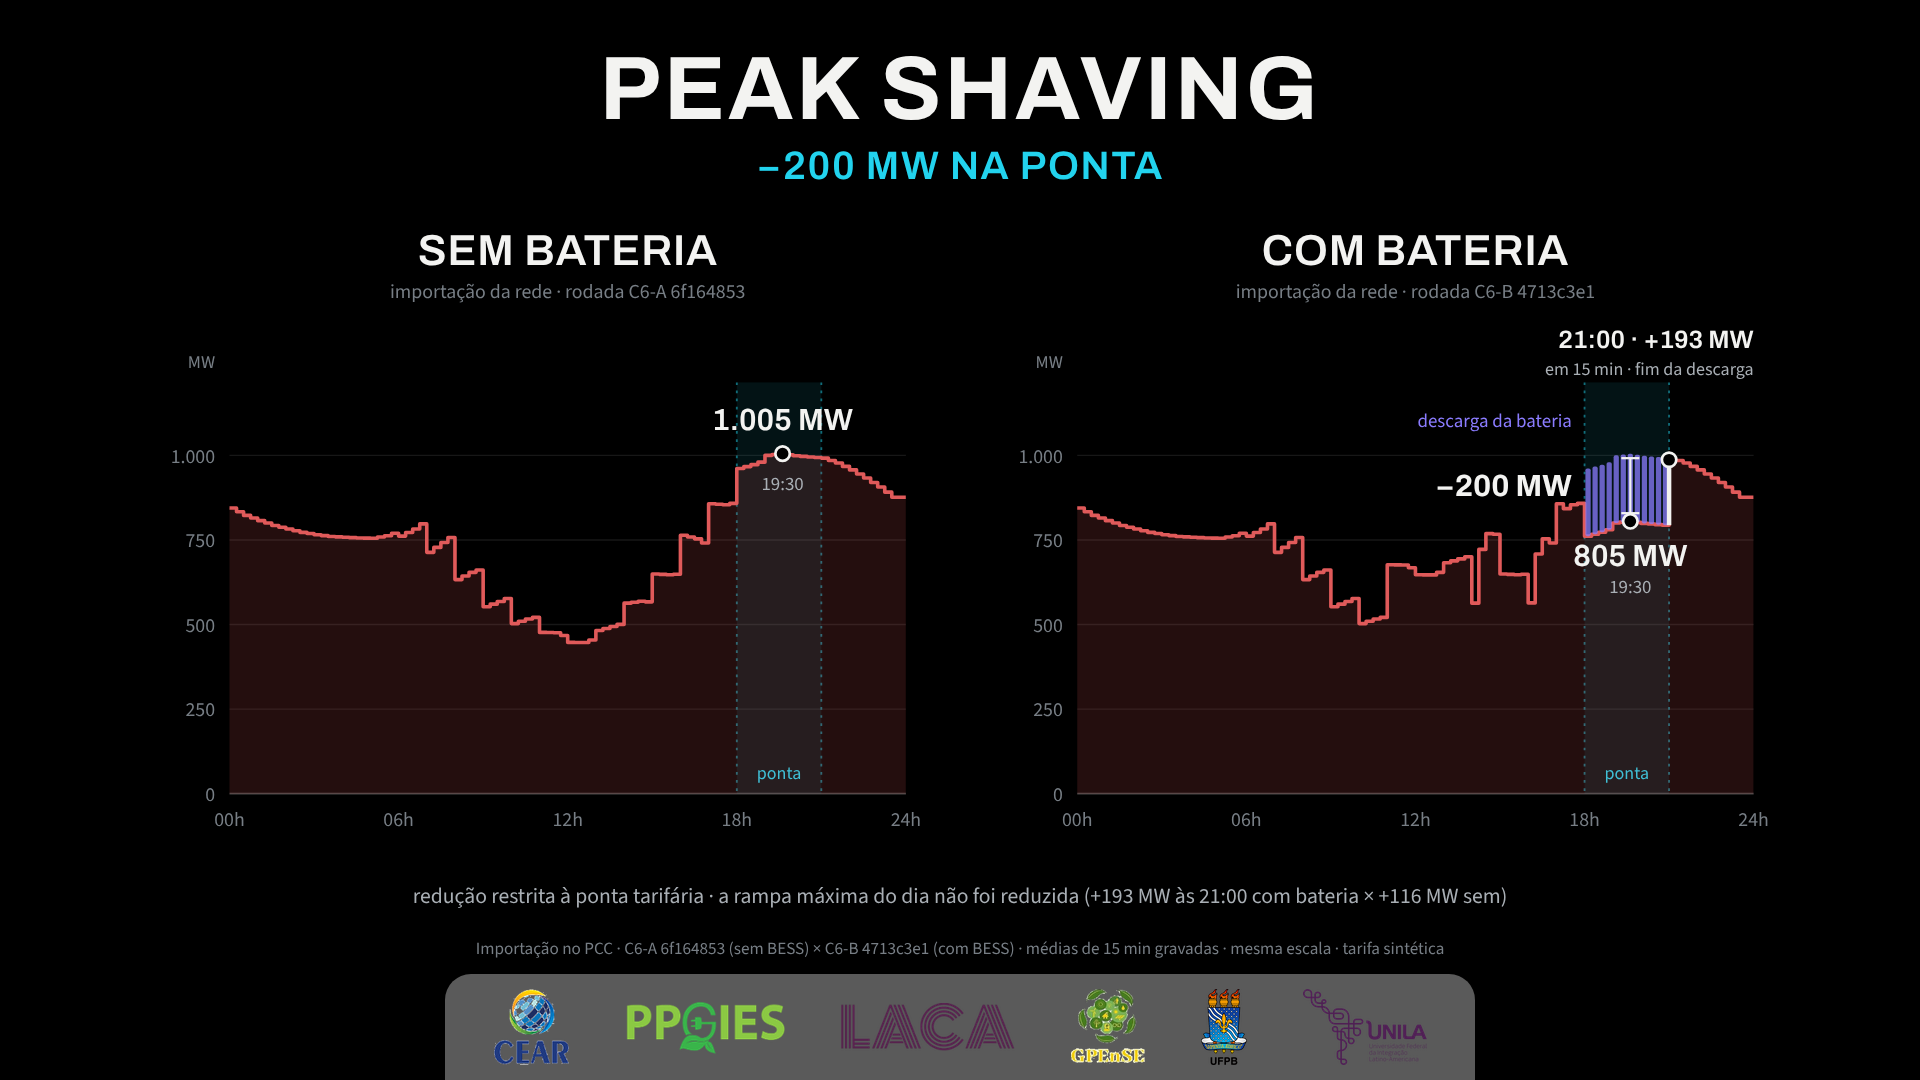 PEAK SHAVING
–200 MW NA PONTA
SEM BATERIA
importação da rede · rodada C6-A 6f164853
MW
1.005 MW
19:30
1.000
750
500
250
0
ponta
00h
06h
12h
18h
24h
COM BATERIA
importação da rede · rodada C6-B 4713c3e1
21:00 · +193 MW
em 15 min · fim da descarga
MW
descarga da bateria
–200 MW
805 MW
19:30
1.000
750
500
250
0
ponta
00h
06h
12h
18h
24h
redução restrita à ponta tarifária · a rampa máxima do dia não foi reduzida (+193 MW às 21:00 com bateria × +116 MW sem)
Importação no PCC · C6-A 6f164853 (sem BESS) × C6-B 4713c3e1 (com BESS) · médias de 15 min gravadas · mesma escala · tarifa sintética
CEAR
PPGIES
LACA
GPEnSE
UFPB
UNILA